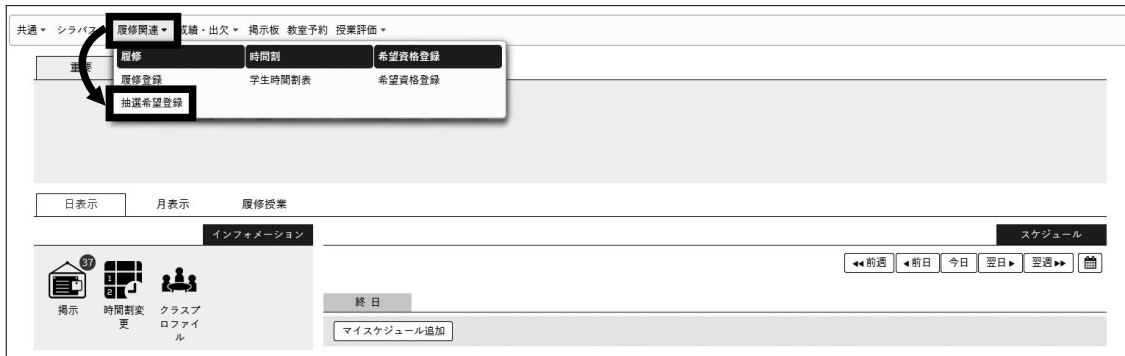 共通▼ シラバス 履修関連▼ 成績・出欠▼ 掲示板 教室予約 授業評価▼
履修 時間割 希望資格登録
重要
履修登録 学生時間割表 希望資格登録
抽選希望登録
日表示 月表示 履修授業
インフォメーション スケジュール
◀◀前週 ◀前日 今日 翌日▶ 翌週▶▶
37
1
2
掲示 時間割変更 クラスプロファイル
終日
マイスケジュール追加